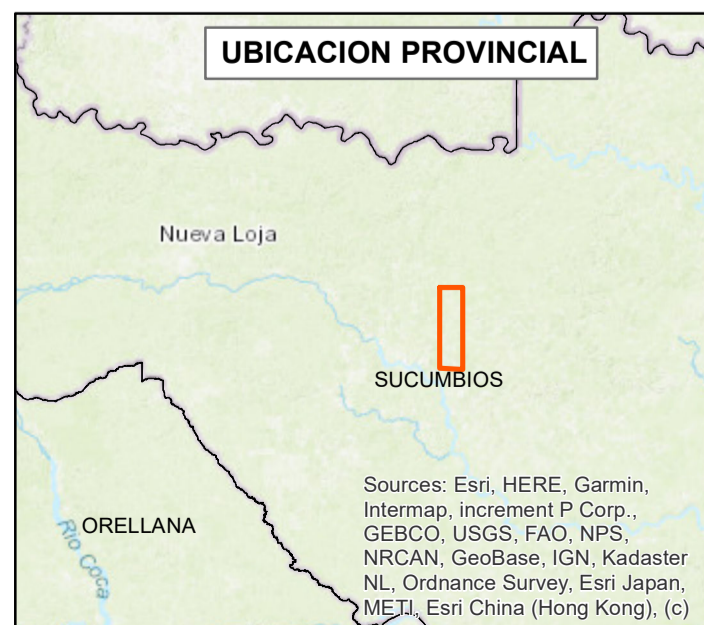 UBICACION PROVINCIAL
Nueva Loja
SUCUMBIOS
ORELLANA
Rio Coca
Sources: Esri, HERE, Garmin,
Intermap, increment P Corp.,
GEBCO, USGS, FAO, NPS,
NRCAN, GeoBase, IGN, Kadaster
NL, Ordnance Survey, Esri Japan,
METI, Esri China (Hong Kong), (c)